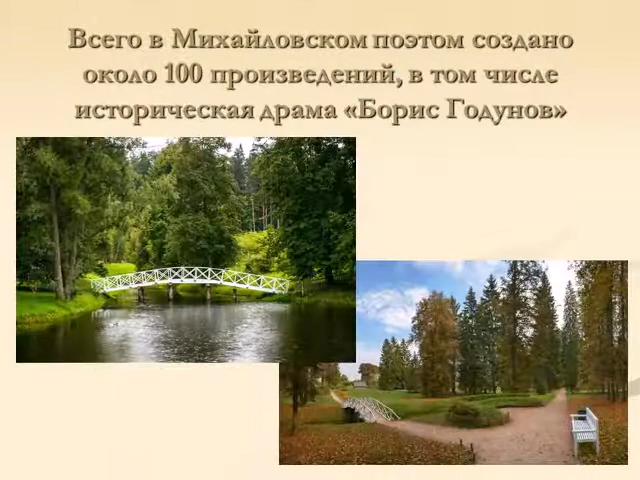 Всего в Михайловском поэтом создано
около 100 произведений, в том числе
историческая драма «Борис Годунов»